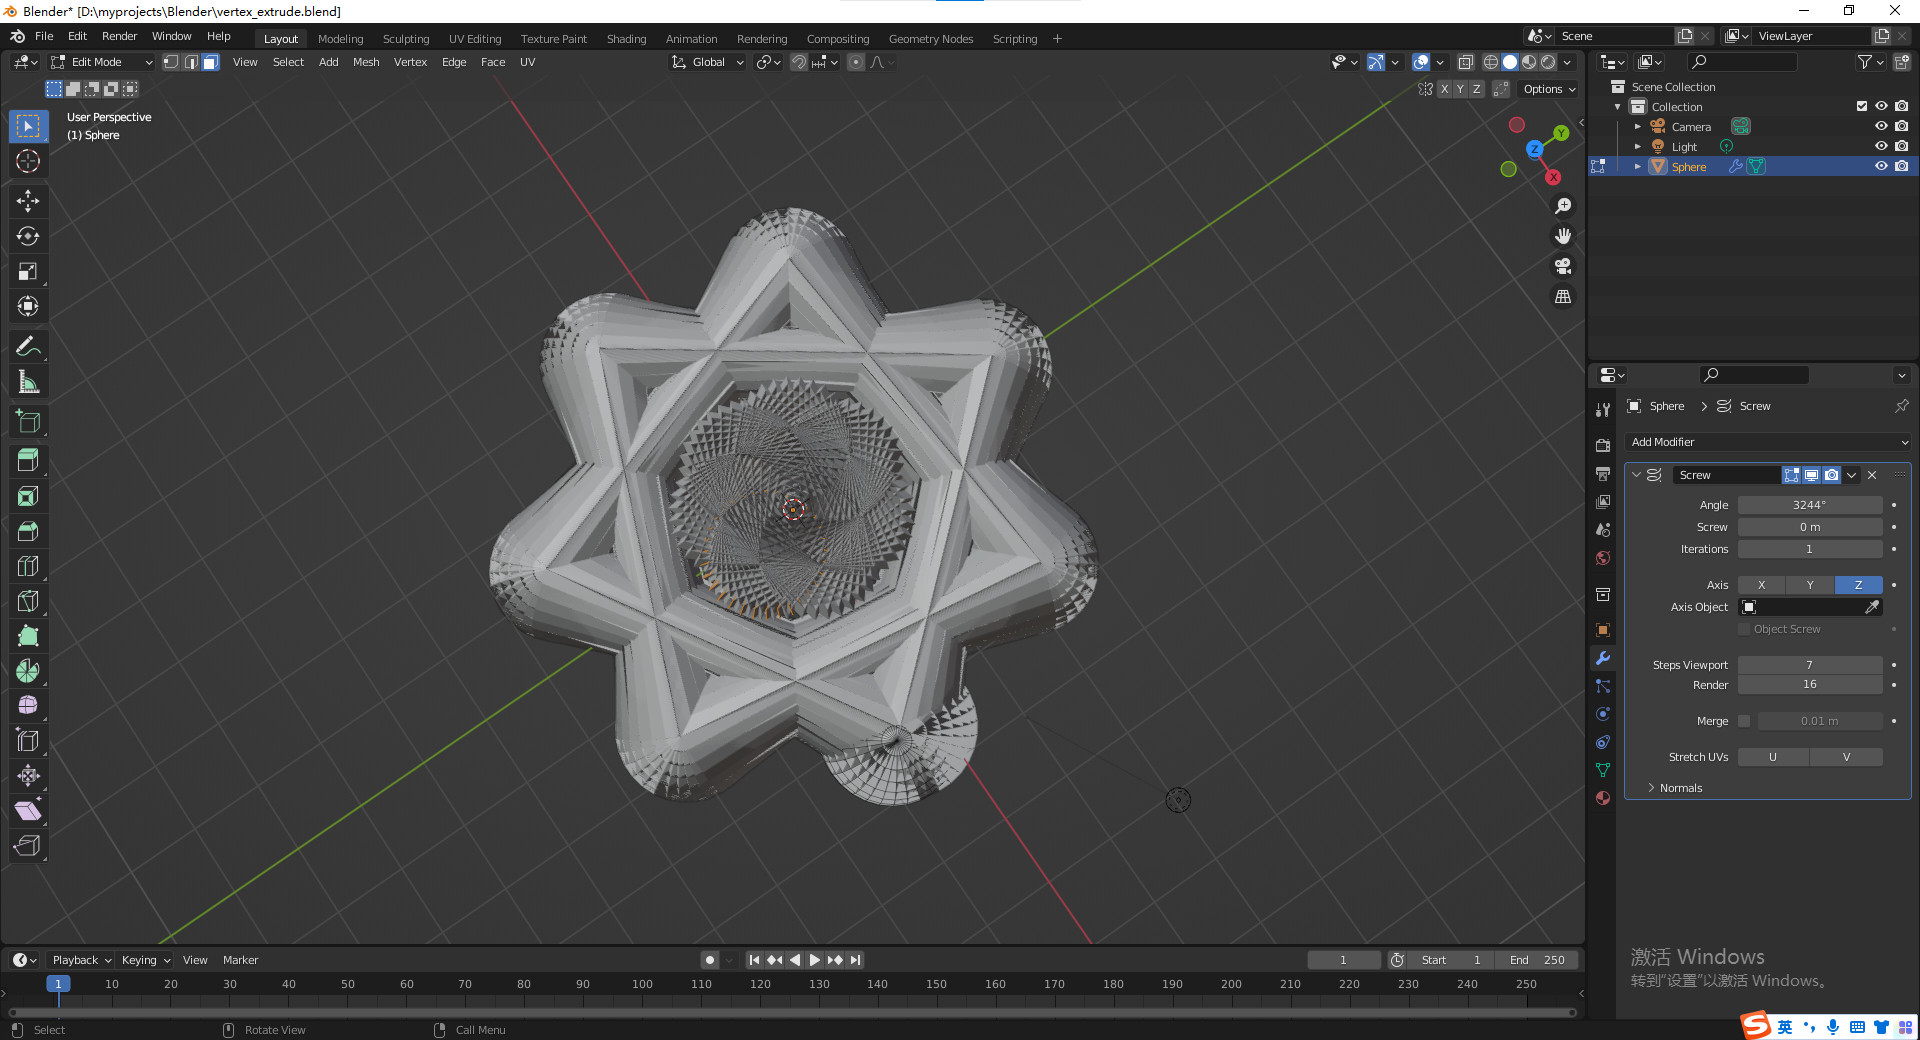 Blender* [D:\myprojects\Blender\vertex_extrude.blend]
File Edit Render Window Help Layout Modeling Sculpting UV Editing Texture Paint Shading Animation Rendering Compositing Geometry Nodes Scripting + Scene ViewLayer
Edit Mode View Select Add Mesh Vertex Edge Face UV Global
X Y Z Options
User Perspective
(1) Sphere
Y
Z
X
Scene Collection
Collection
Camera
Light
Sphere
Sphere > Screw
Add Modifier
Screw
Angle 3244°
Screw 0 m
Iterations 1
Axis X Y Z
Axis Object
Object Screw
Steps Viewport 7
Render 16
Merge 0.01 m
Stretch UVs U V
Normals
激活 Windows
转到“设置”以激活 Windows。
Playback Keying View Marker 1 Start 1 End 250
1 10 20 30 40 50 60 70 80 90 100 110 120 130 140 150 160 170 180 190 200 210 220 230 240 250
Select Rotate View Call Menu
S 英